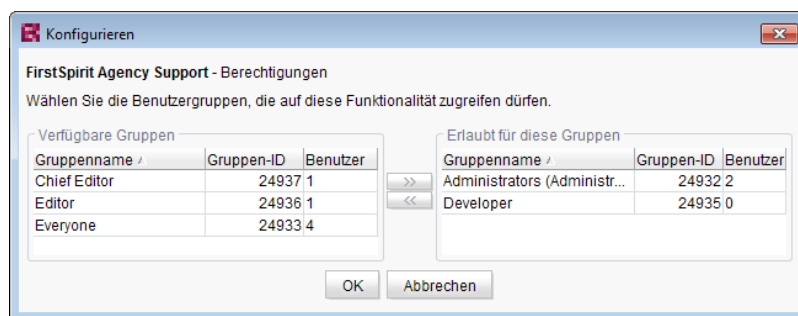 Konfigurieren
FirstSpirit Agency Support - Berechtigungen
Wählen Sie die Benutzergruppen, die auf diese Funktionalität zugreifen dürfen.
Verfügbare Gruppen
Gruppenname Gruppen-ID Benutzer
Chief Editor 24937 1
Editor 24936 1
Everyone 24933 4
>>
<<
Erlaubt für diese Gruppen
Gruppenname Gruppen-ID Benutzer
Administrators (Administr... 24932 2
Developer 24935 0
OK Abbrechen